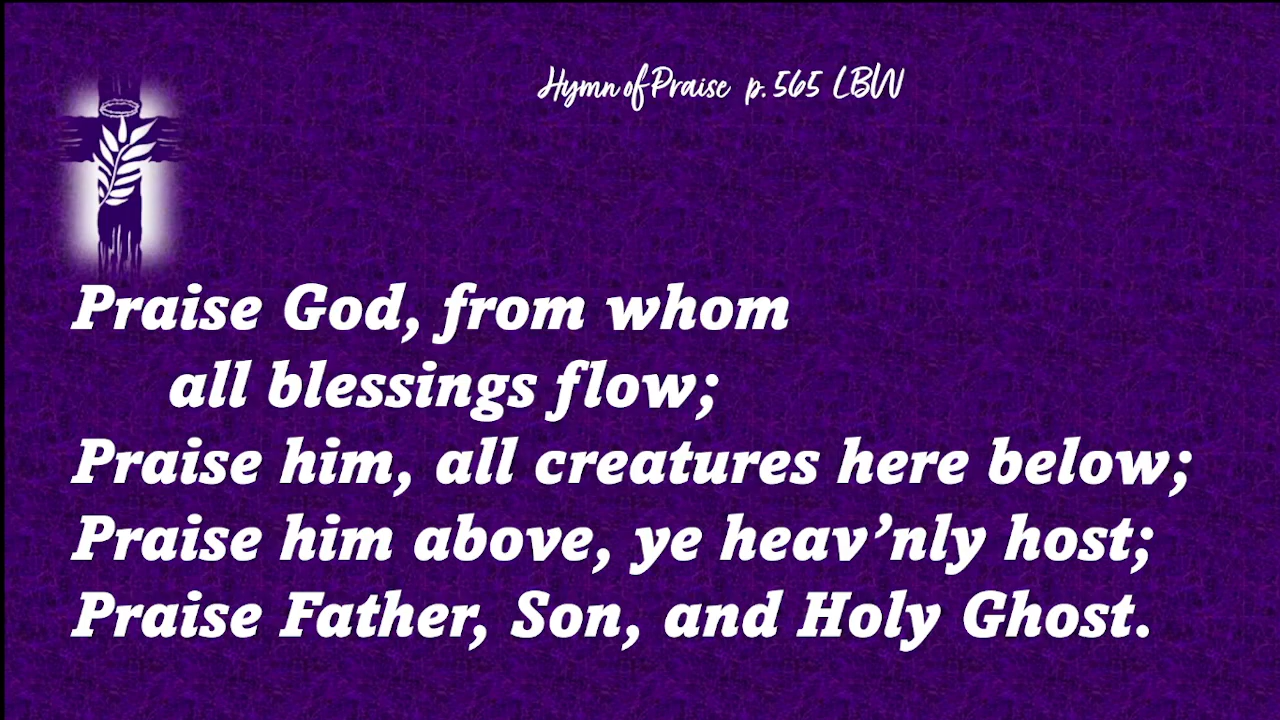 Hymn of Praise p. 565 LBW
Praise God, from whom
all blessings flow;
Praise him, all creatures here below;
Praise him above, ye heav’nly host;
Praise Father, Son, and Holy Ghost.